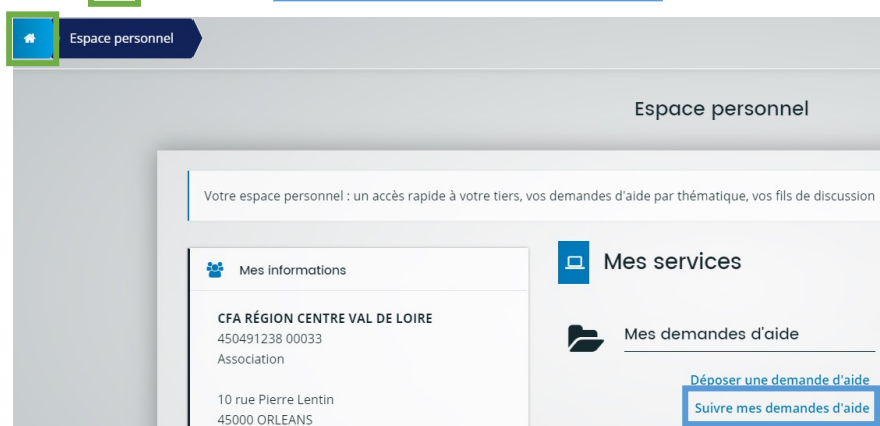 Espace personnel
Espace personnel
Votre espace personnel : un accès rapide à votre tiers, vos demandes d'aide par thématique, vos fils de discussion
Mes informations
CFA RÉGION CENTRE VAL DE LOIRE
450491238 00033
Association
10 rue Pierre Lentin
45000 ORLEANS
Mes services
Mes demandes d'aide
Déposer une demande d'aide
Suivre mes demandes d'aide